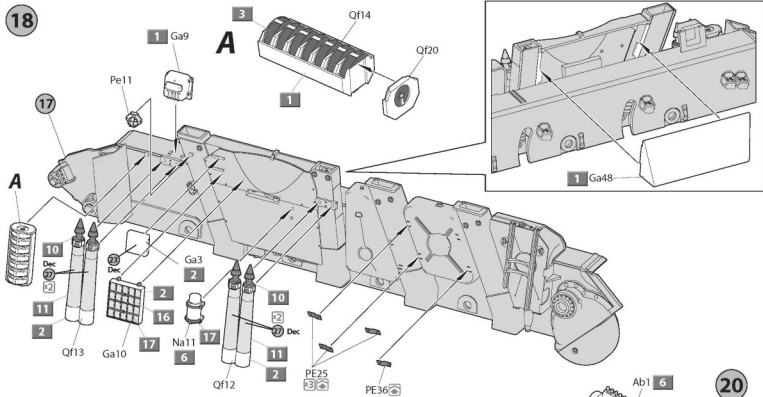 18
3
Qf14
1 Ga9
A
Qf20
Pe11
1
17
1 Ga48
A
10
23
Dec
Dec
27
x2
Ga3
2
11
2
2
16
17
Qf13
Ga10
Na11
6
17
10
x2
27 Dec
11
2
Qf12
PE25
x3
PE36
Ab1 6
20